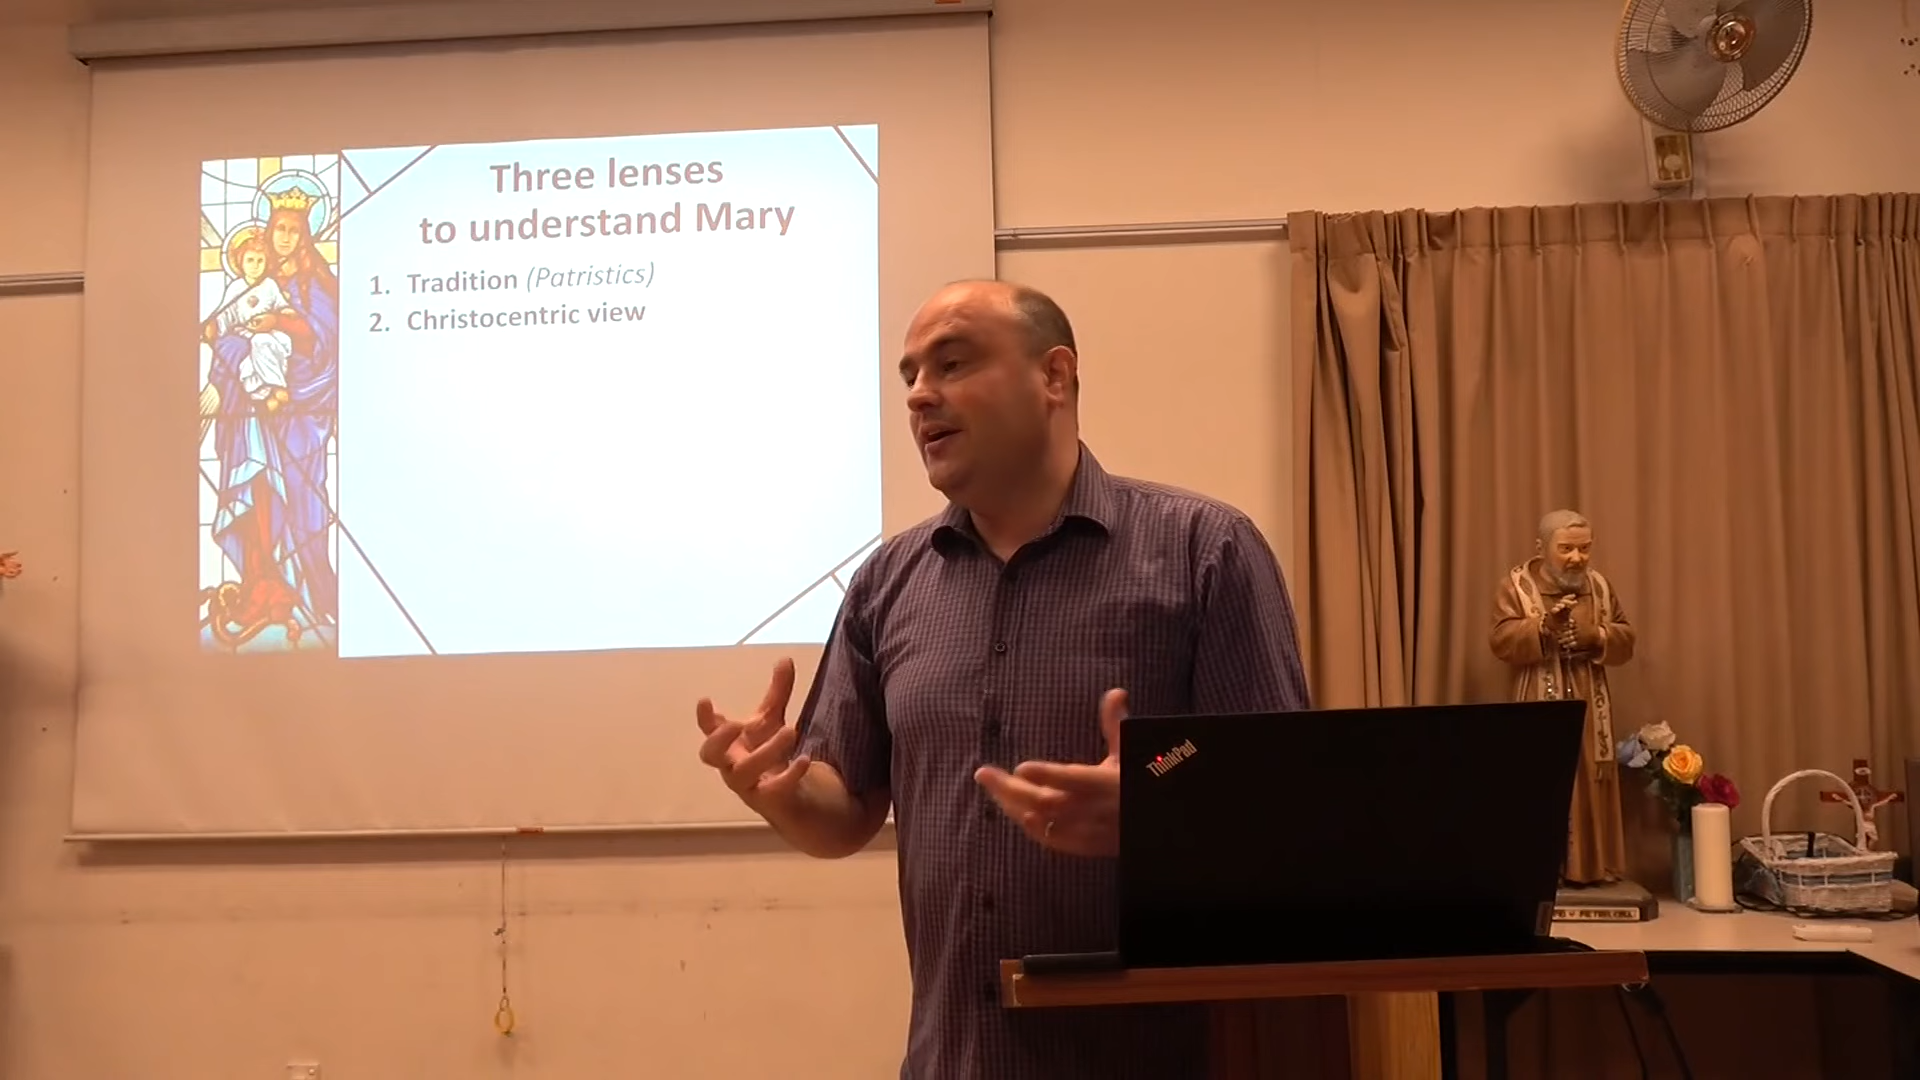 Three lenses
to understand Mary
1. Tradition (Patristics)
2. Christocentric view
ThinkPad